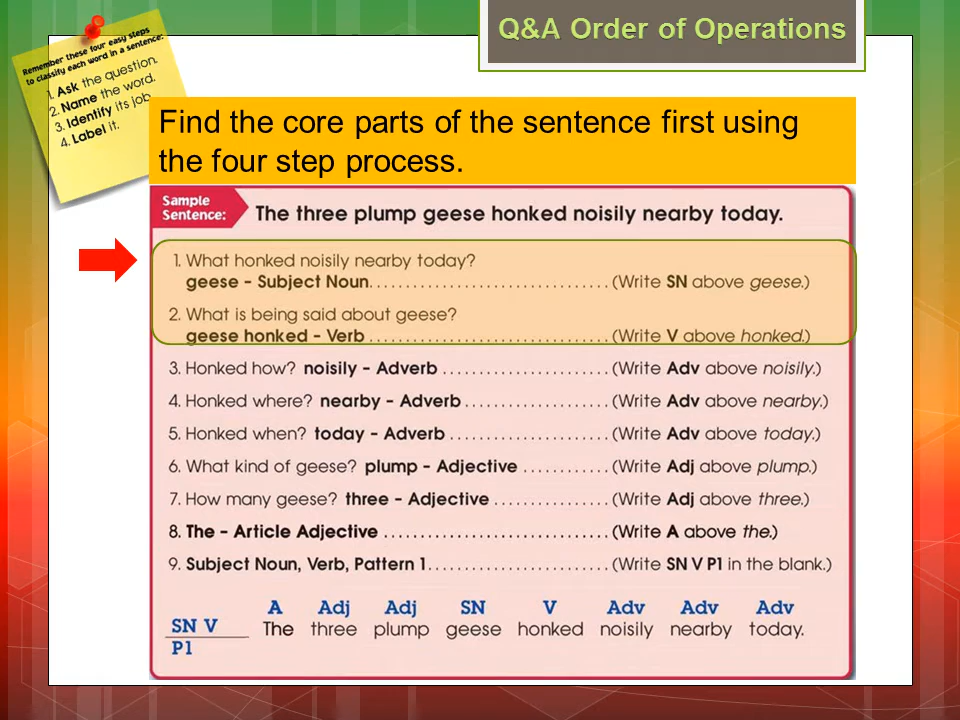 Q&A Order of Operations
Remember these four easy steps
to classify each word in a sentence:
1. Ask the question.
2. Name the word.
3. Identify its job.
4. Label it.
Find the core parts of the sentence first using
the four step process.
Sample
Sentence:
The three plump geese honked noisily nearby today.
1. What honked noisily nearby today?
geese – Subject Noun.................................. (Write SN above geese.)
2. What is being said about geese?
geese honked – Verb .................................. (Write V above honked.)
3. Honked how? noisily – Adverb ....................... (Write Adv above noisily.)
4. Honked where? nearby – Adverb .................... (Write Adv above nearby.)
5. Honked when? today – Adverb ...................... (Write Adv above today.)
6. What kind of geese? plump – Adjective ............ (Write Adj above plump.)
7. How many geese? three – Adjective ................ (Write Adj above three.)
8. The – Article Adjective ............................... (Write A above the.)
9. Subject Noun, Verb, Pattern 1......................... (Write SN V P1 in the blank.)
A Adj Adj SN V Adv Adv Adv
SN V The three plump geese honked noisily nearby today.
P1